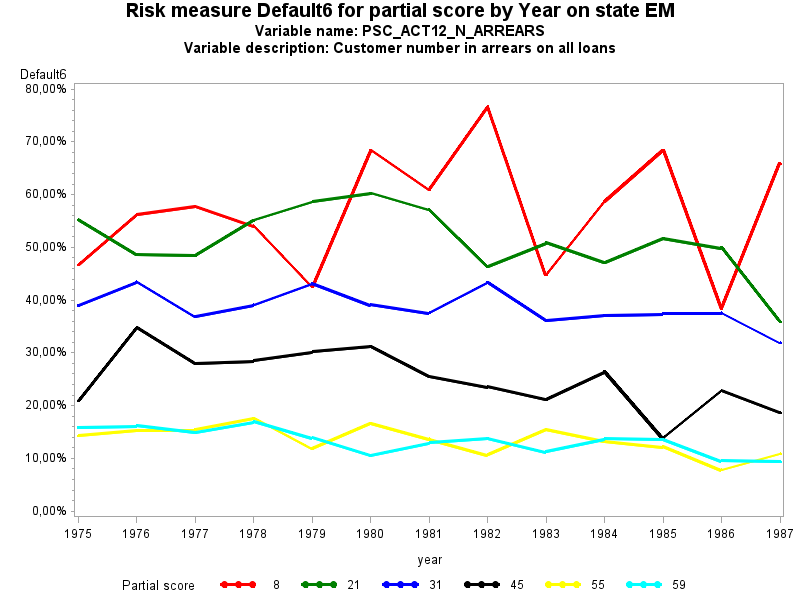 Risk measure Default6 for partial score by Year on state EM
Variable name: PSC_ACT12_N_ARREARS
Variable description: Customer number in arrears on all loans
Default6
80,00%
70,00%
60,00%
50,00%
40,00%
30,00%
20,00%
10,00%
0,00%
1975 1976 1977 1978 1979 1980 1981 1982 1983 1984 1985 1986 1987
year
Partial score 8 21 31 45 55 59